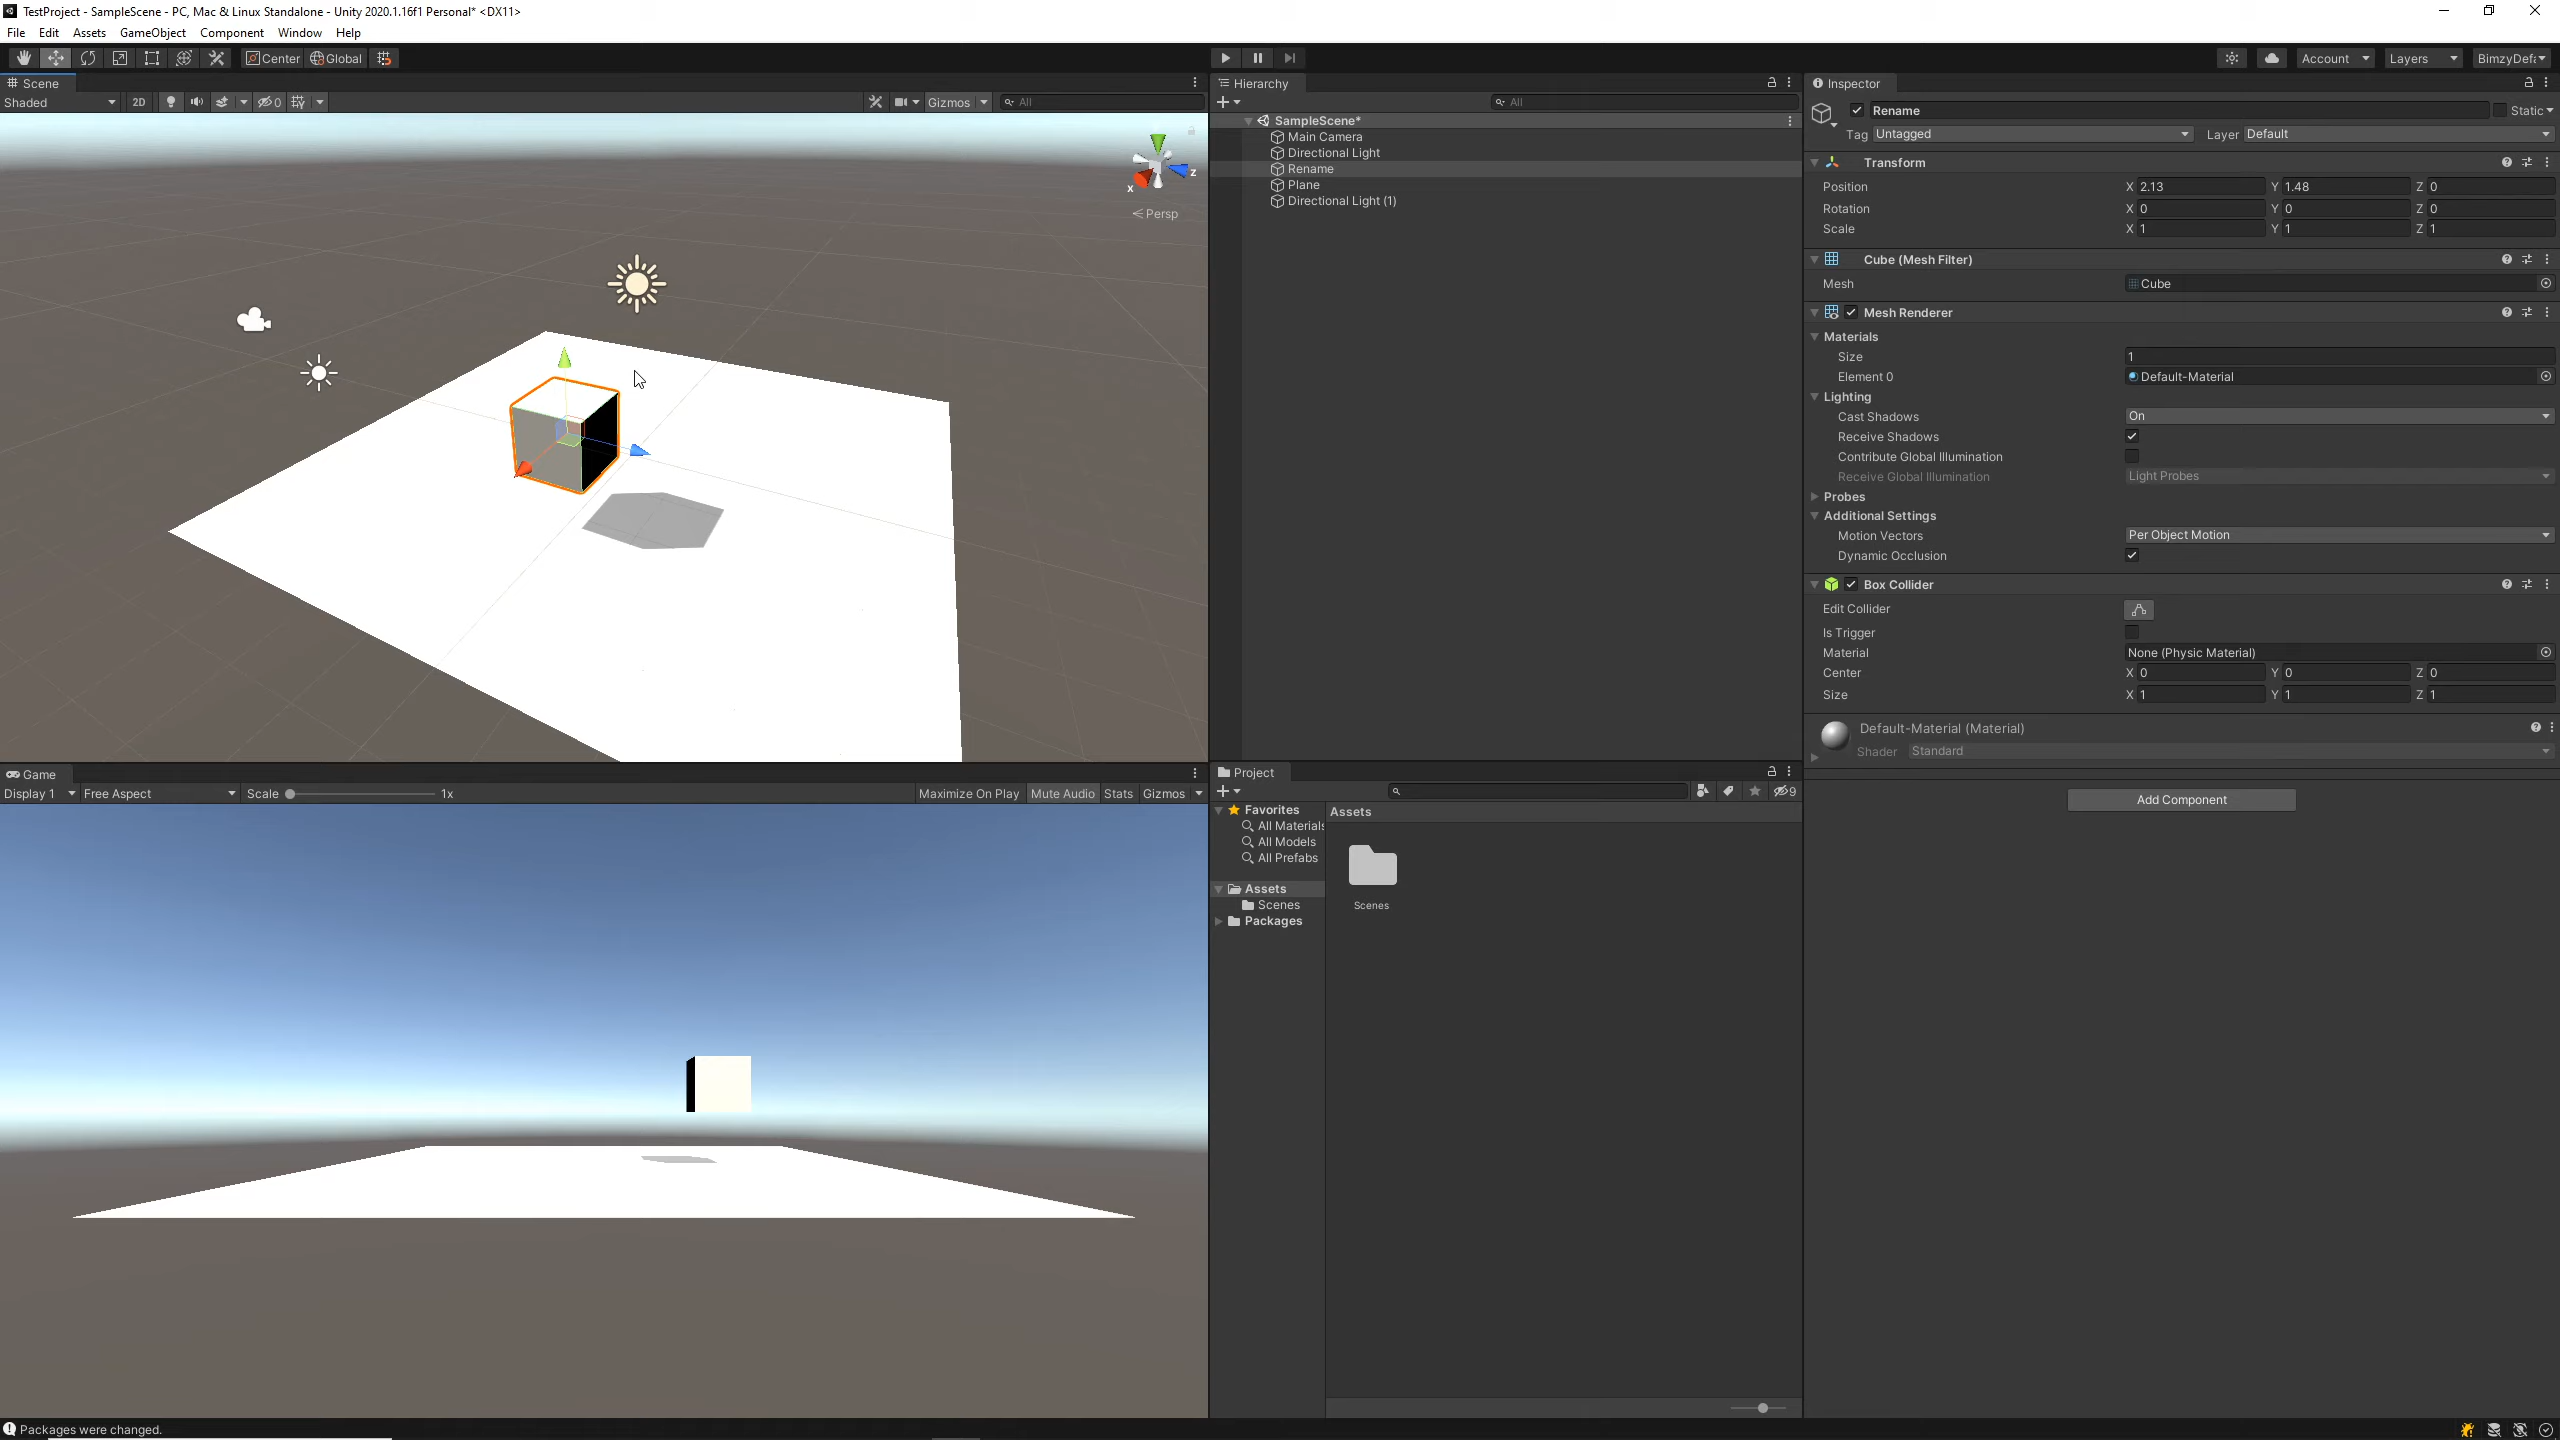 TestProject - SampleScene - PC, Mac & Linux Standalone - Unity 2020.1.16f1 Personal* <DX11>
File Edit Assets GameObject Component Window Help
Center Global Account Layers BimzyDef
Scene
Shaded 2D 0 Gizmos All
x z
Persp
Hierarchy
All
SampleScene*
Main Camera
Directional Light
Rename
Plane
Directional Light (1)
Inspector
Rename Static
Tag Untagged Layer Default
Transform
Position X 2.13 Y 1.48 Z 0
Rotation X 0 Y 0 Z 0
Scale X 1 Y 1 Z 1
Cube (Mesh Filter)
Mesh Cube
Mesh Renderer
Materials
Size 1
Element 0 Default-Material
Lighting
Cast Shadows On
Receive Shadows
Contribute Global Illumination
Receive Global Illumination Light Probes
Probes
Additional Settings
Motion Vectors Per Object Motion
Dynamic Occlusion
Box Collider
Edit Collider
Is Trigger
Material None (Physic Material)
Center X 0 Y 0 Z 0
Size X 1 Y 1 Z 1
Default-Material (Material)
Shader Standard
Add Component
Game
Display 1 Free Aspect Scale 1x Maximize On Play Mute Audio Stats Gizmos
Project
9
Favorites
All Materials
All Models
All Prefabs
Assets
Scenes
Packages
Assets
Scenes
Packages were changed.